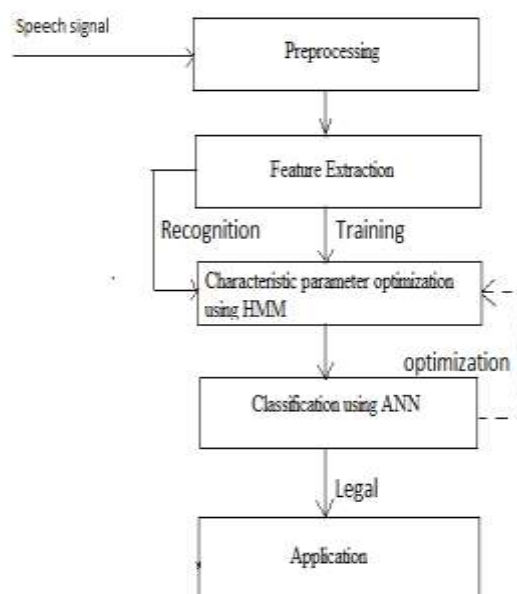 Speech signal
Preprocessing
Feature Extraction
Recognition
Training
Characteristic parameter optimization
using HMM
optimization
Classification using ANN
Legal
Application